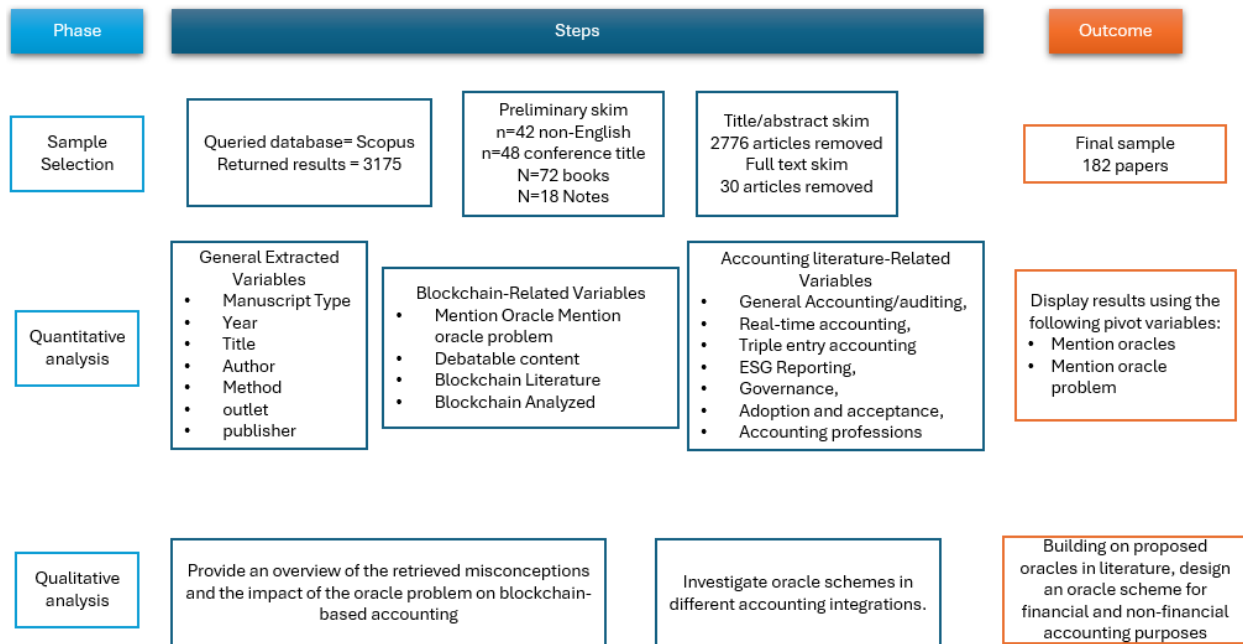 Phase
Steps
Outcome
Sample
Selection
Queried database= Scopus
Returned results = 3175
Preliminary skim
n=42 non-English
n=48 conference title
N=72 books
N=18 Notes
Title/abstract skim
2776 articles removed
Full text skim
30 articles removed
Final sample
182 papers
Quantitative
analysis
General Extracted
Variables
• Manuscript Type
• Year
• Title
• Author
• Method
• outlet
• publisher
Blockchain-Related Variables
• Mention Oracle Mention
oracle problem
• Debatable content
• Blockchain Literature
• Blockchain Analyzed
Accounting literature-Related
Variables
• General Accounting/auditing,
• Real-time accounting,
• Triple entry accounting
• ESG Reporting,
• Governance,
• Adoption and acceptance,
• Accounting professions
Display results using the
following pivot variables:
• Mention oracles
• Mention oracle
problem
Qualitative
analysis
Provide an overview of the retrieved misconceptions
and the impact of the oracle problem on blockchain-
based accounting
Investigate oracle schemes in
different accounting integrations.
Building on proposed
oracles in literature, design
an oracle scheme for
financial and non-financial
accounting purposes